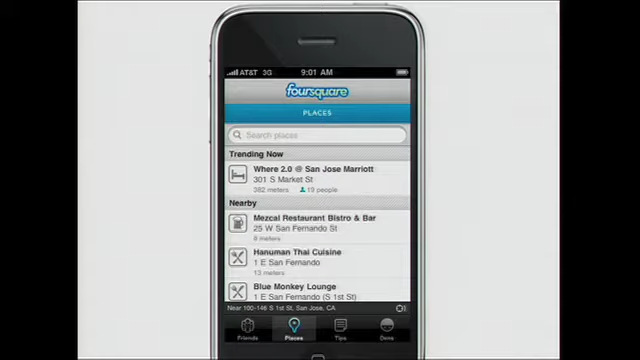 AT&T 3G 9:01 AM
foursquare
PLACES
Search places
Trending Now
Where 2.0 @ San Jose Marriott
301 S Market St
382 meters 19 people
Nearby
Mezcal Restaurant Bistro & Bar
25 W San Fernando St
8 meters
Hanuman Thai Cuisine
1 E San Fernando
13 meters
Blue Monkey Lounge
1 E San Fernando (S 1st St)
Near 100-146 S 1st St, San Jose, CA
Friends Places Tips